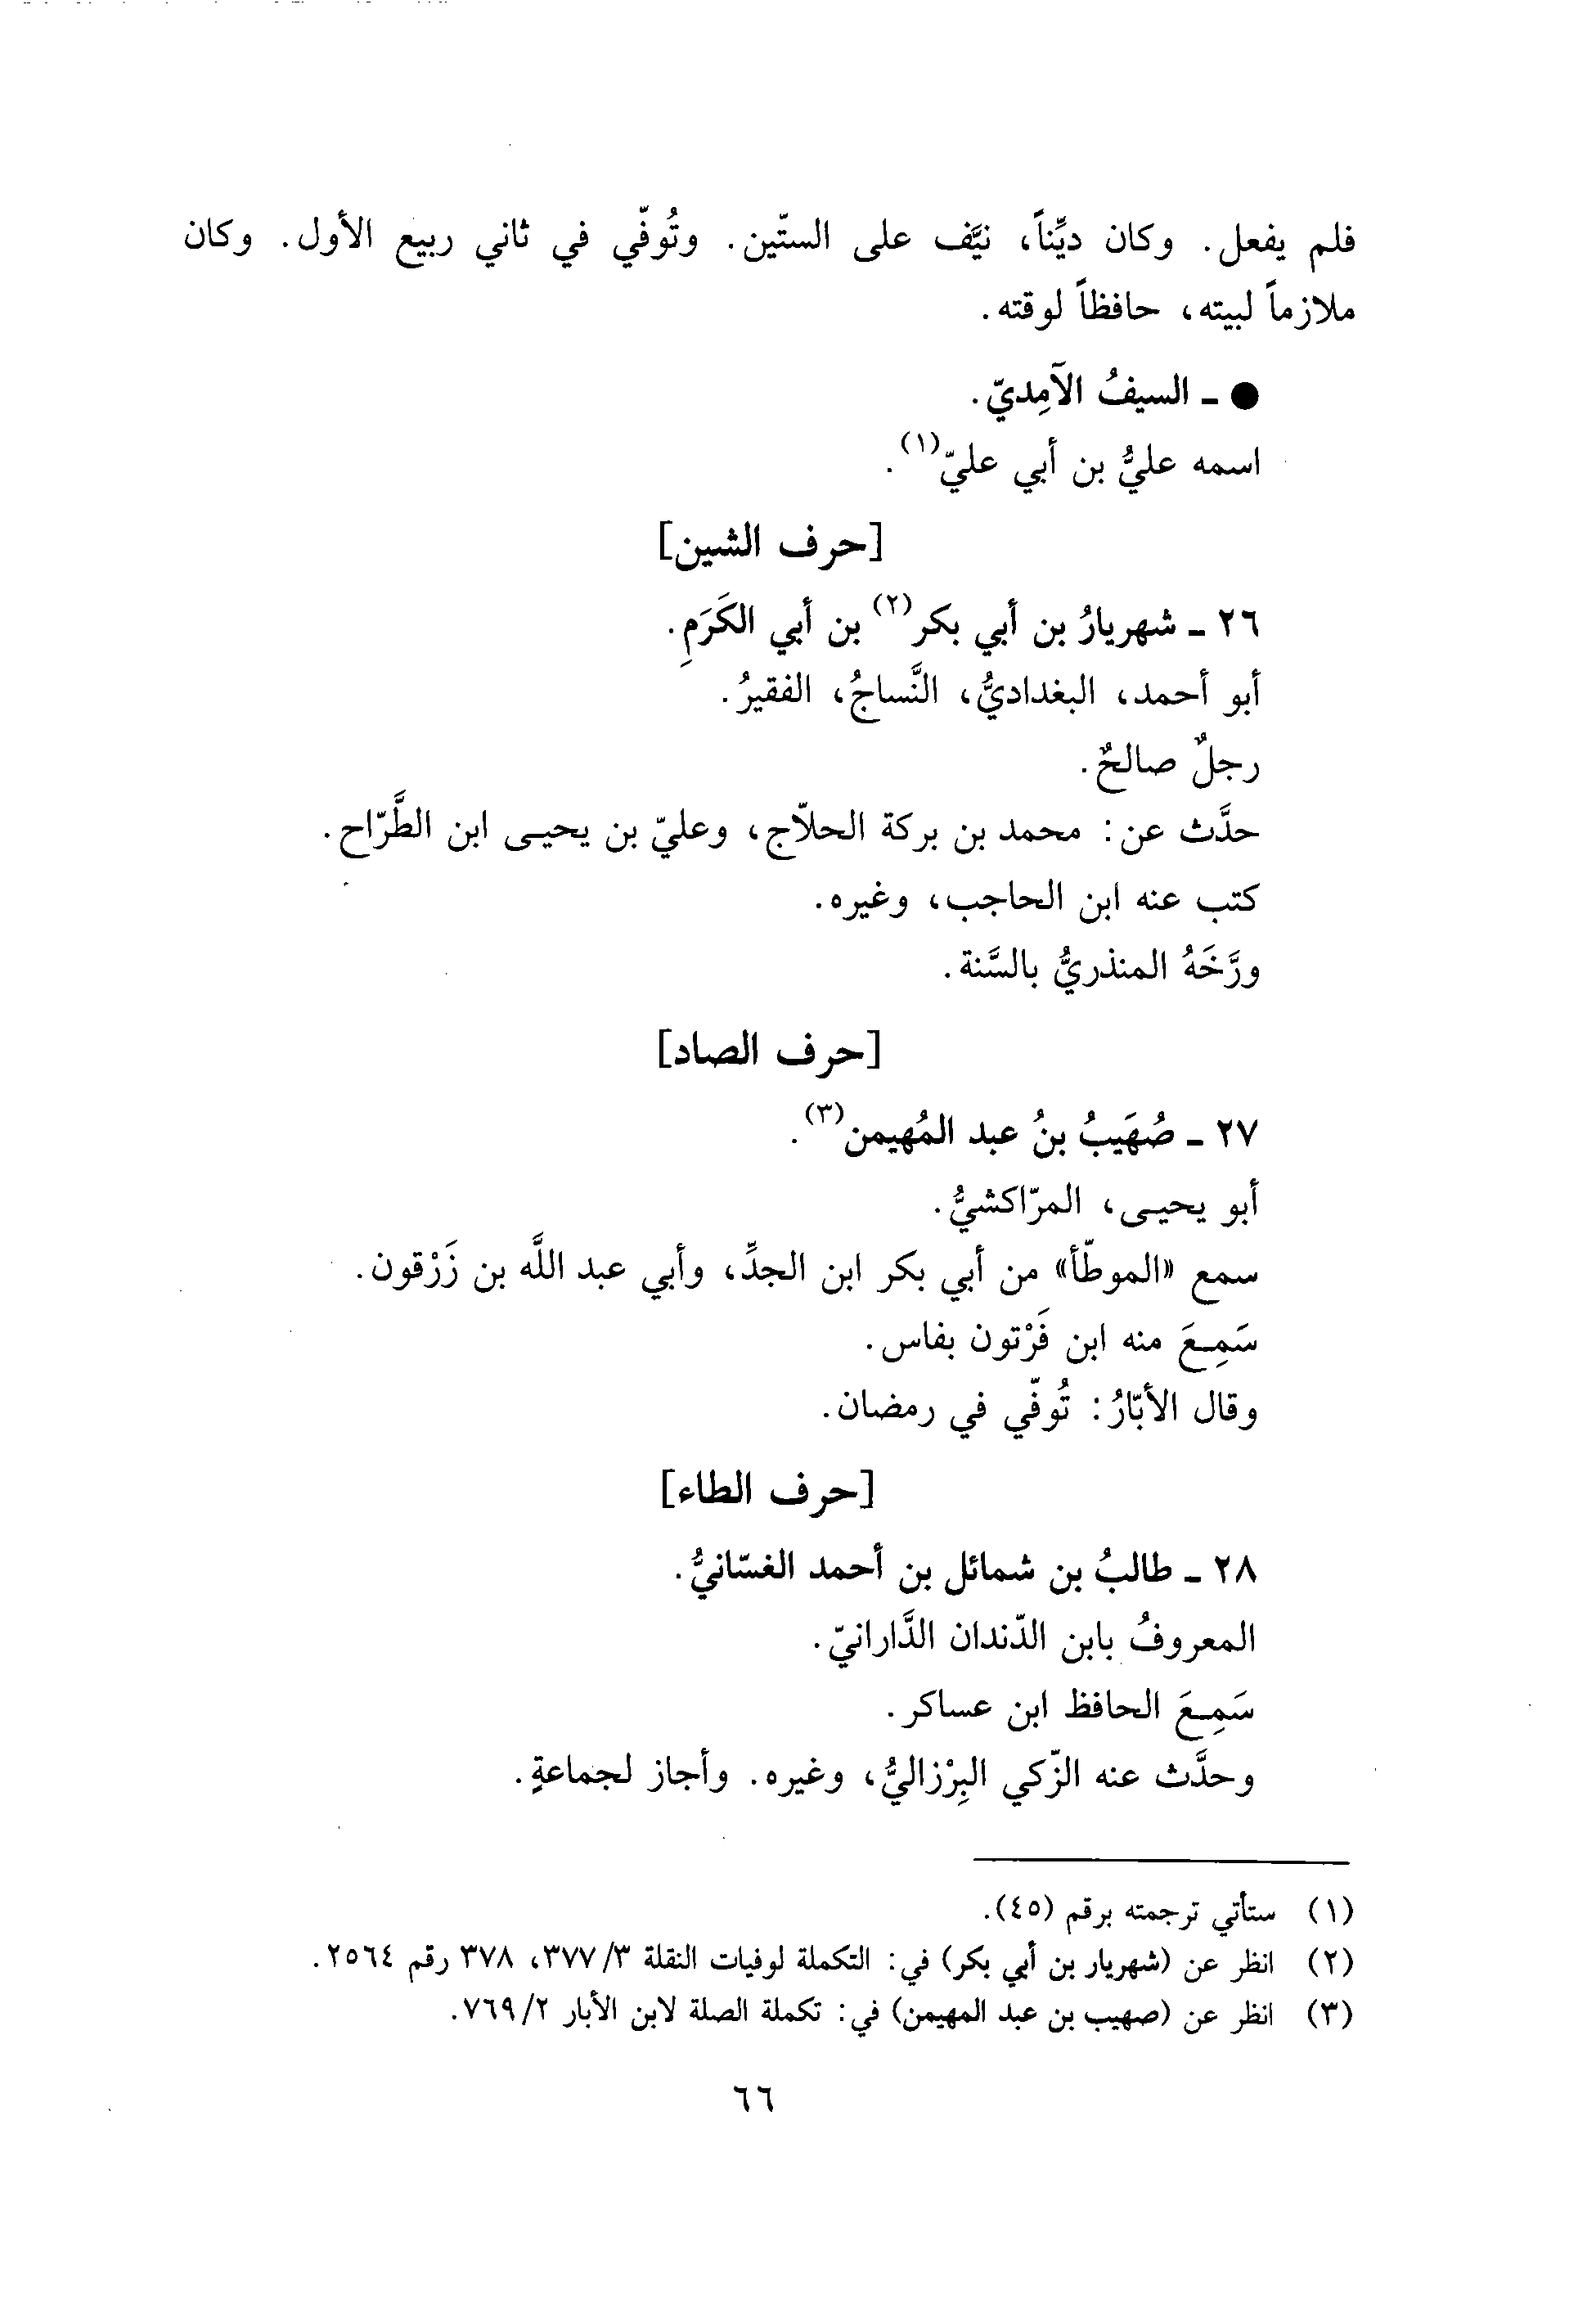 فلم يفعل. وكان ديِّناً، نيَّف على الستّين. وتُوفّي في ثاني ربيع الأول. وكان
ملازماً لبيته، حافظاً لوقته.
● ـ السيفُ الآمِديّ.
اسمه عليُّ بن أبي عليّ(١).
[حرف الشين]
٢٦ ـ شهريارُ بن أبي بكر(٢) بن أبي الكَرَمِ.
أبو أحمد، البغداديُّ، النَّساجُ، الفقيرُ.
رجلٌ صالحٌ.
حدَّث عن: محمد بن بركة الحلاّج، وعليّ بن يحيـى ابن الطَّرّاح.
كتب عنه ابن الحاجب، وغيره.
ورَّخَهُ المنذريُّ بالسَّنة.
[حرف الصاد]
٢٧ ـ صُهَيبُ بنُ عبد المُهيمن(٣).
أبو يحيـى، المرّاكشيُّ.
سمع «الموطّأ» من أبي بكر ابن الجدِّ، وأبي عبد اللَّه بن زَرْقون.
سَمِـعَ منه ابن فَرْتون بفاس.
وقال الأبّارُ: تُوفّي في رمضان.
[حرف الطاء]
٢٨ ـ طالبُ بن شمائل بن أحمد الغسّانيُّ.
المعروفُ بابن الدّندان الدَّارانيّ.
سَمِـعَ الحافظ ابن عساكر.
وحدَّث عنه الزّكي البِرْزاليُّ، وغيره. وأجاز لجماعةٍ.
(١) ستأتي ترجمته برقم (٤٥).
(٢) انظر عن (شهريار بن أبي بكر) في: التكملة لوفيات النقلة ٣/ ٣٧٧، ٣٧٨ رقم ٢٥٦٤.
(٣) انظر عن (صهيب بن عبد المهيمن) في: تكملة الصلة لابن الأبار ٢/ ٧٦٩.
٦٦